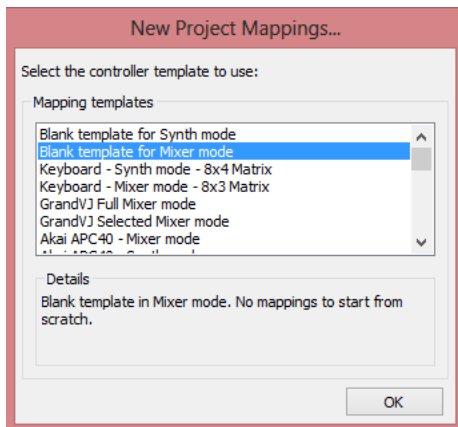 New Project Mappings...
Select the controller template to use:
Mapping templates
Blank template for Synth mode
Blank template for Mixer mode
Keyboard - Synth mode - 8x4 Matrix
Keyboard - Mixer mode - 8x3 Matrix
GrandVJ Full Mixer mode
GrandVJ Selected Mixer mode
Akai APC40 - Mixer mode
Details
Blank template in Mixer mode. No mappings to start from
scratch.
OK